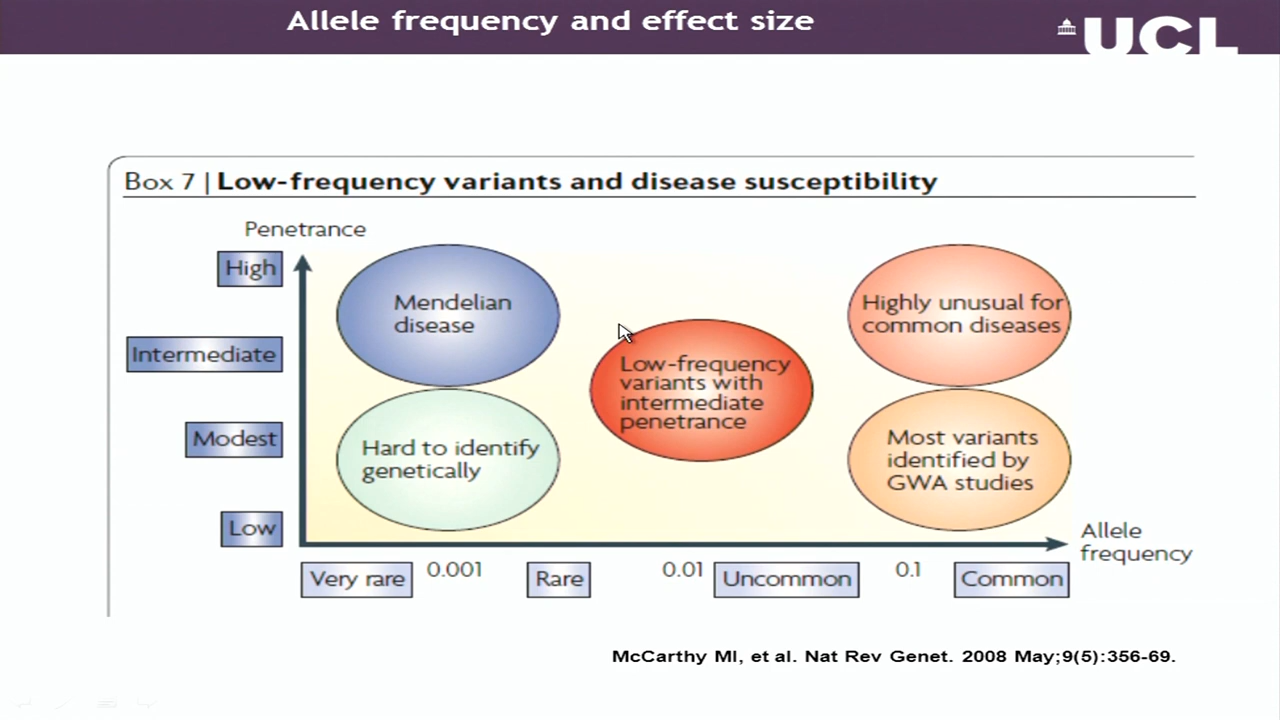 Allele frequency and effect size
UCL
Box 7 | Low-frequency variants and disease susceptibility
Penetrance
High
Intermediate
Modest
Low
Mendelian
disease
Hard to identify
genetically
Low-frequency
variants with
intermediate
penetrance
Highly unusual for
common diseases
Most variants
identified by
GWA studies
Allele
frequency
Very rare
0.001
Rare
0.01
Uncommon
0.1
Common
McCarthy MI, et al. Nat Rev Genet. 2008 May;9(5):356-69.